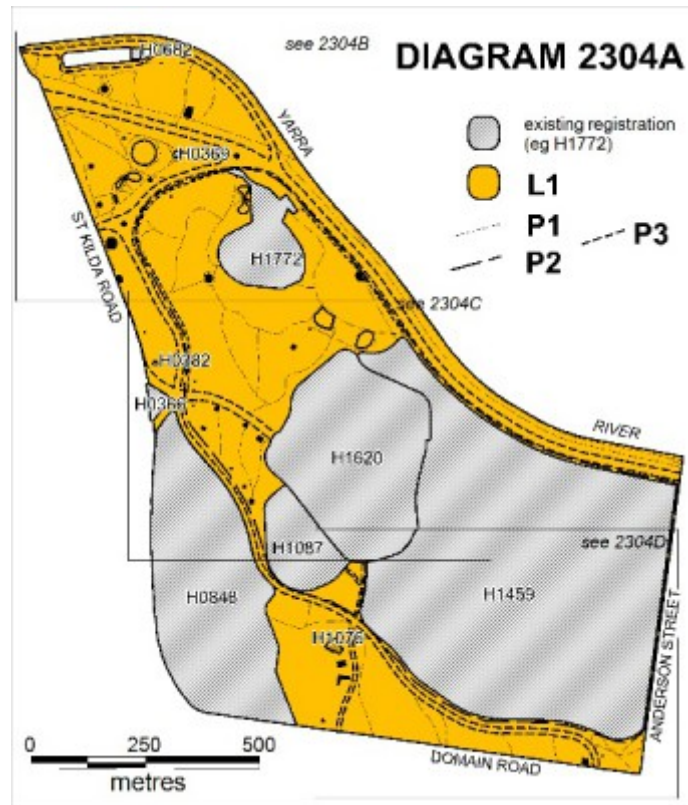 see 2304B
DIAGRAM 2304A
H0682
YARRA
existing registration
(eg H1772)
L1
P1
P2
P3
H0369
ST KILDA ROAD
H1772
see 2304C
H0382
H0366
RIVER
H1620
H1087
see 2304D
H0848
H1459
H1076
ANDERSON STREET
DOMAIN ROAD
0 250 500
metres